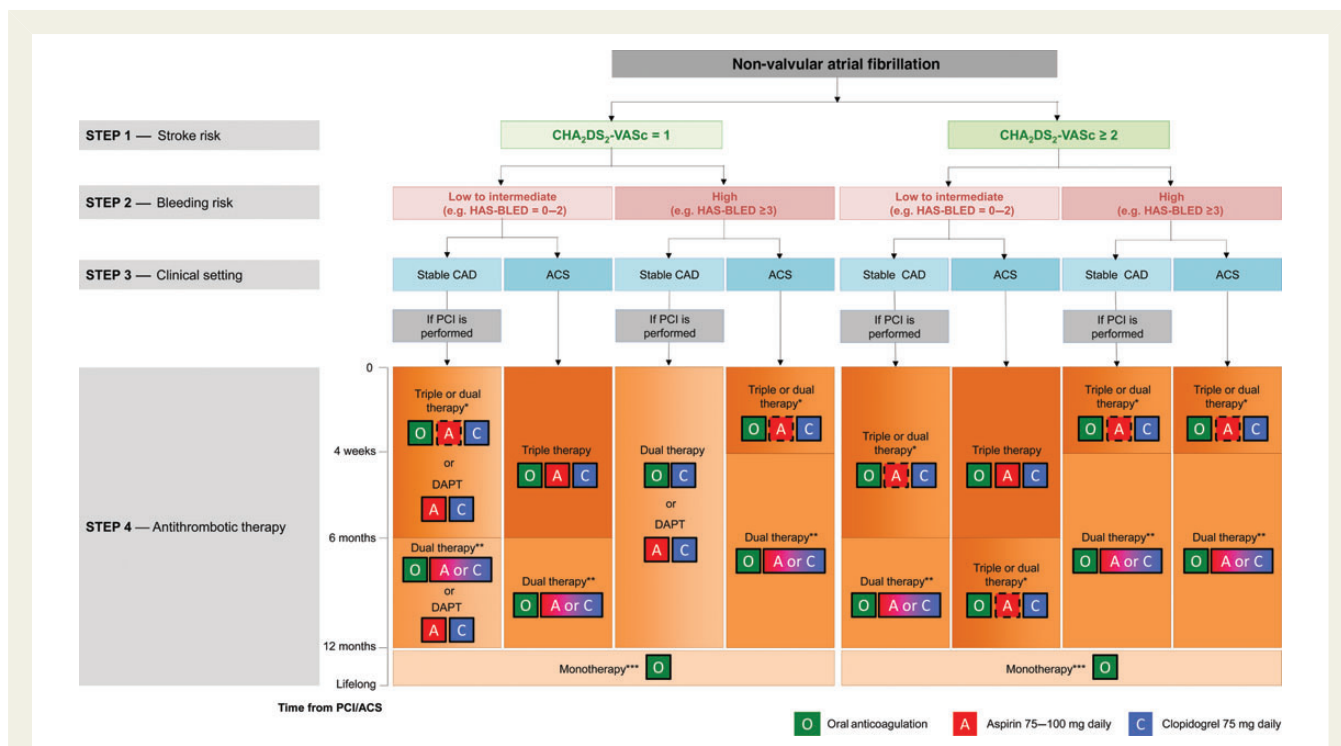 Non-valvular atrial fibrillation
STEP 1 — Stroke risk
CHA₂DS₂-VASc = 1
CHA₂DS₂-VASc ≥ 2
STEP 2 — Bleeding risk
Low to intermediate
(e.g. HAS-BLED = 0–2)
High
(e.g. HAS-BLED ≥3)
Low to intermediate
(e.g. HAS-BLED = 0–2)
High
(e.g. HAS-BLED ≥3)
STEP 3 — Clinical setting
Stable CAD
ACS
Stable CAD
ACS
Stable CAD
ACS
Stable CAD
ACS
If PCI is
performed
If PCI is
performed
If PCI is
performed
If PCI is
performed
STEP 4 — Antithrombotic therapy
0
4 weeks
6 months
12 months
Lifelong
Time from PCI/ACS
Triple or dual
therapy*
O A C
or
DAPT
A C
Dual therapy**
O A or C
or
DAPT
A C
Triple therapy
O A C
Dual therapy**
O A or C
Dual therapy
O C
or
DAPT
A C
Triple or dual
therapy*
O A C
Dual therapy**
O A or C
Triple or dual
therapy*
O A C
Dual therapy**
O A or C
Triple therapy
O A C
Triple or dual
therapy*
O A C
Triple or dual
therapy*
O A C
Dual therapy**
O A or C
Triple or dual
therapy*
O A C
Dual therapy**
O A or C
Monotherapy*** O
Monotherapy*** O
O Oral anticoagulation
A Aspirin 75–100 mg daily
C Clopidogrel 75 mg daily